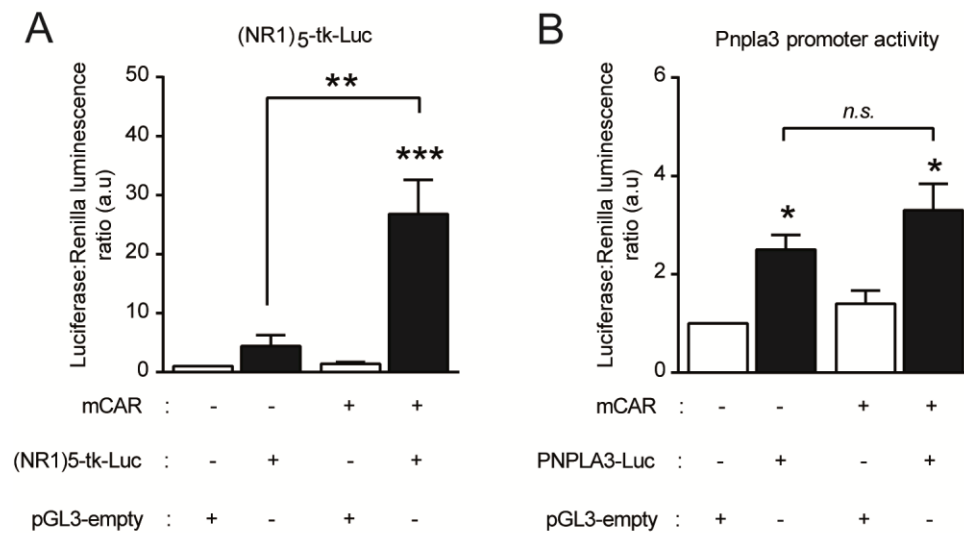 A
(NR1)5-tk-Luc
Luciferase:Renilla luminescence
ratio (a.u)
50
40
30
20
10
0
**
***
mCAR : - - + +
(NR1)5-tk-Luc : - + - +
pGL3-empty : + - + -
B
Pnpla3 promoter activity
Luciferase:Renilla luminescence
ratio (a.u)
6
4
2
0
n.s.
*
*
mCAR : - - + +
PNPLA3-Luc : - + - +
pGL3-empty : + - + -